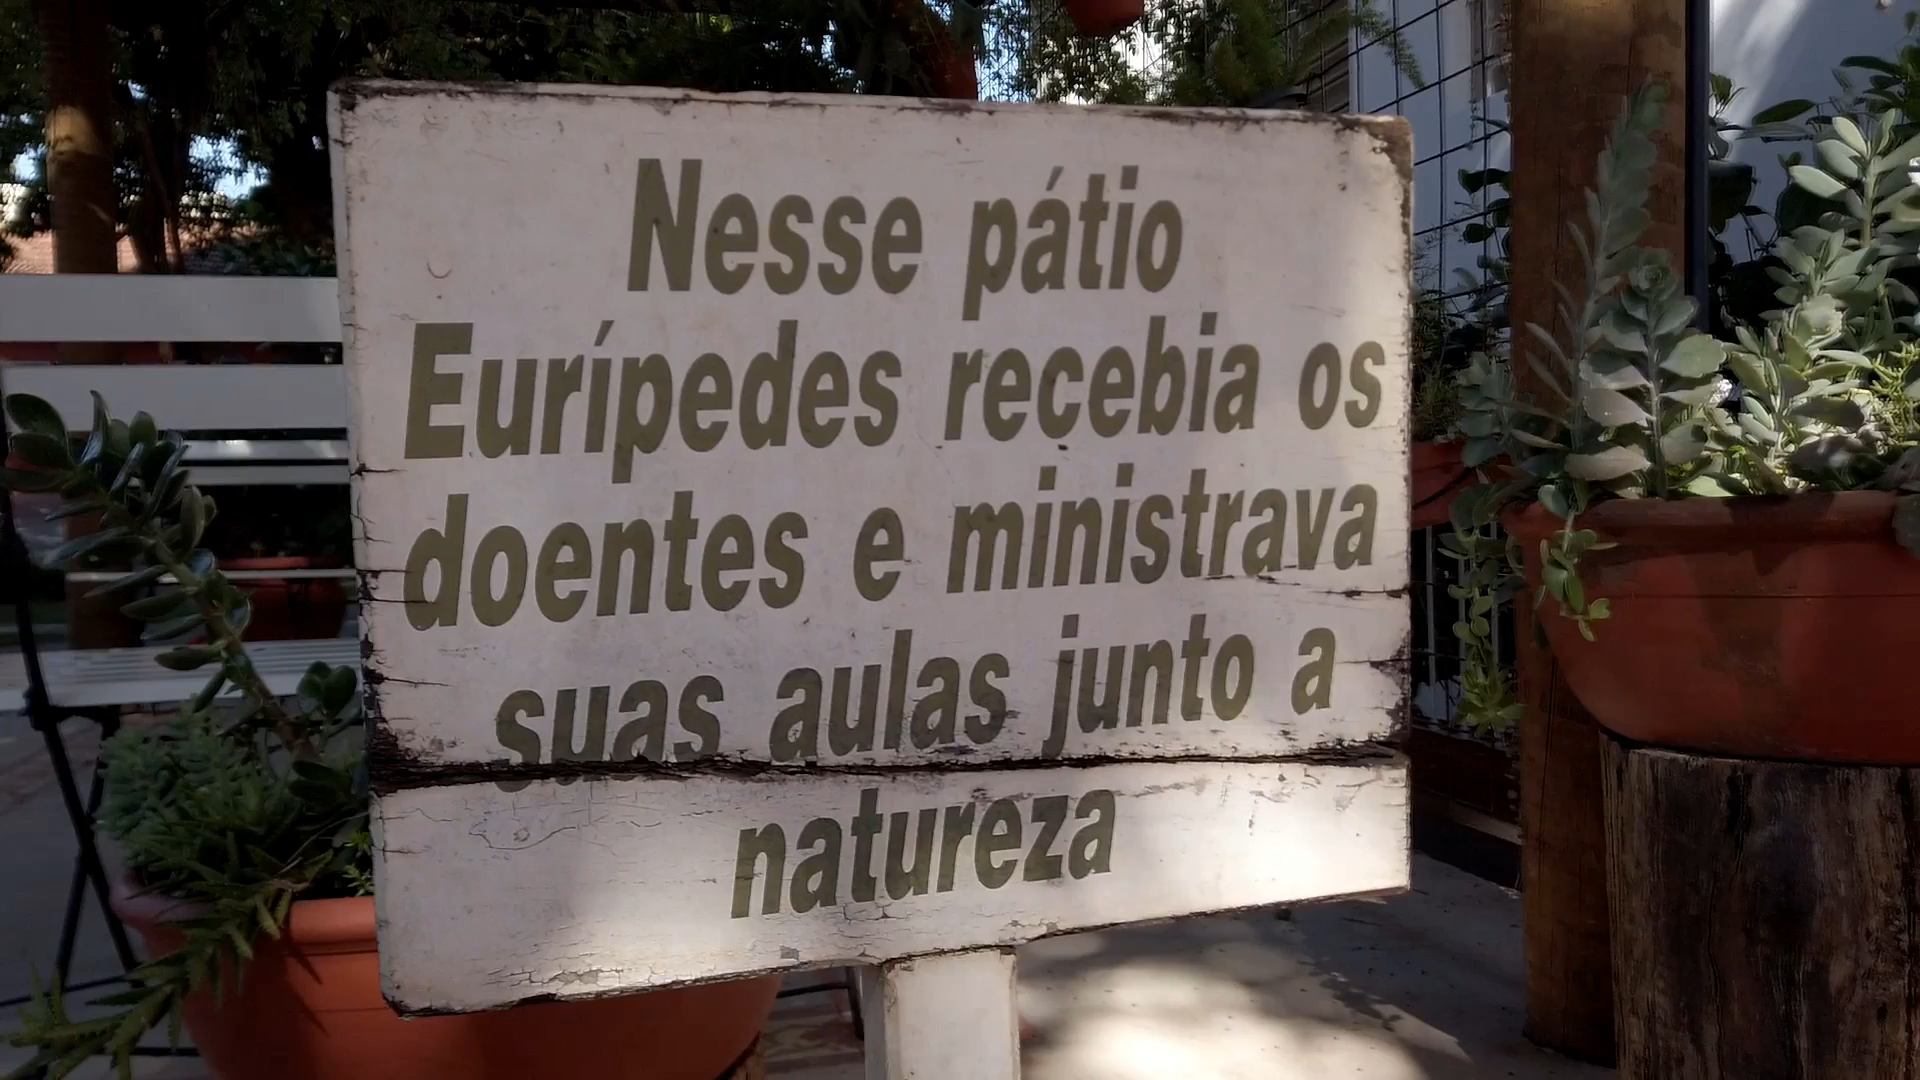 Nesse pátio
Eurípedes recebia os
doentes e ministrava
suas aulas junto a
natureza